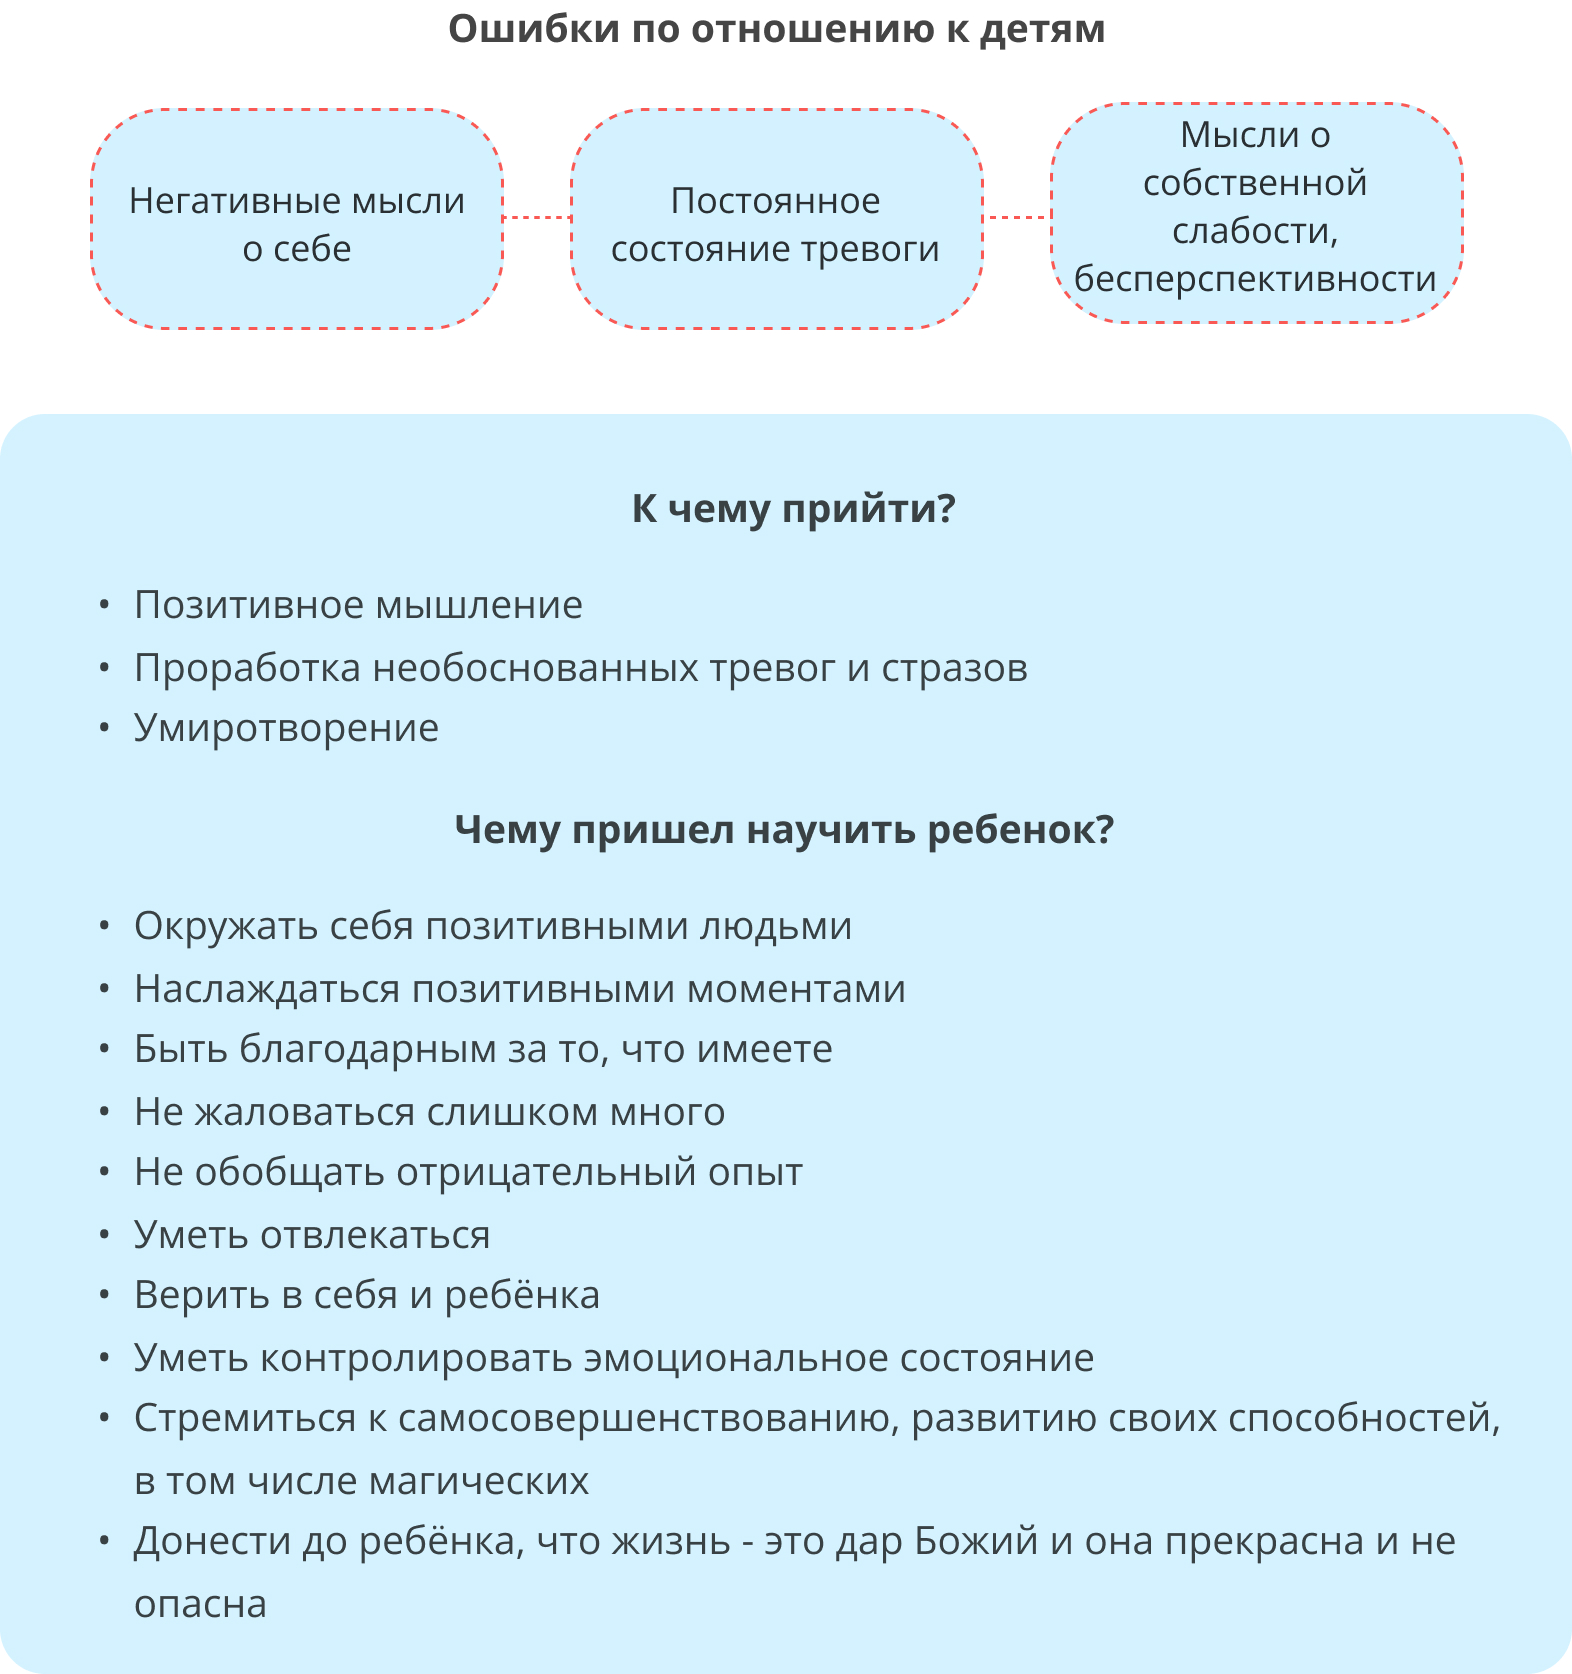 Ошибки по отношению к детям
Негативные мысли
о себе
Постоянное
состояние тревоги
Мысли о
собственной
слабости,
бесперспективности
К чему прийти?
• Позитивное мышление
• Проработка необоснованных тревог и стразов
• Умиротворение
Чему пришел научить ребенок?
• Окружать себя позитивными людьми
• Наслаждаться позитивными моментами
• Быть благодарным за то, что имеете
• Не жаловаться слишком много
• Не обобщать отрицательный опыт
• Уметь отвлекаться
• Верить в себя и ребёнка
• Уметь контролировать эмоциональное состояние
• Стремиться к самосовершенствованию, развитию своих способностей,
в том числе магических
• Донести до ребёнка, что жизнь - это дар Божий и она прекрасна и не
опасна